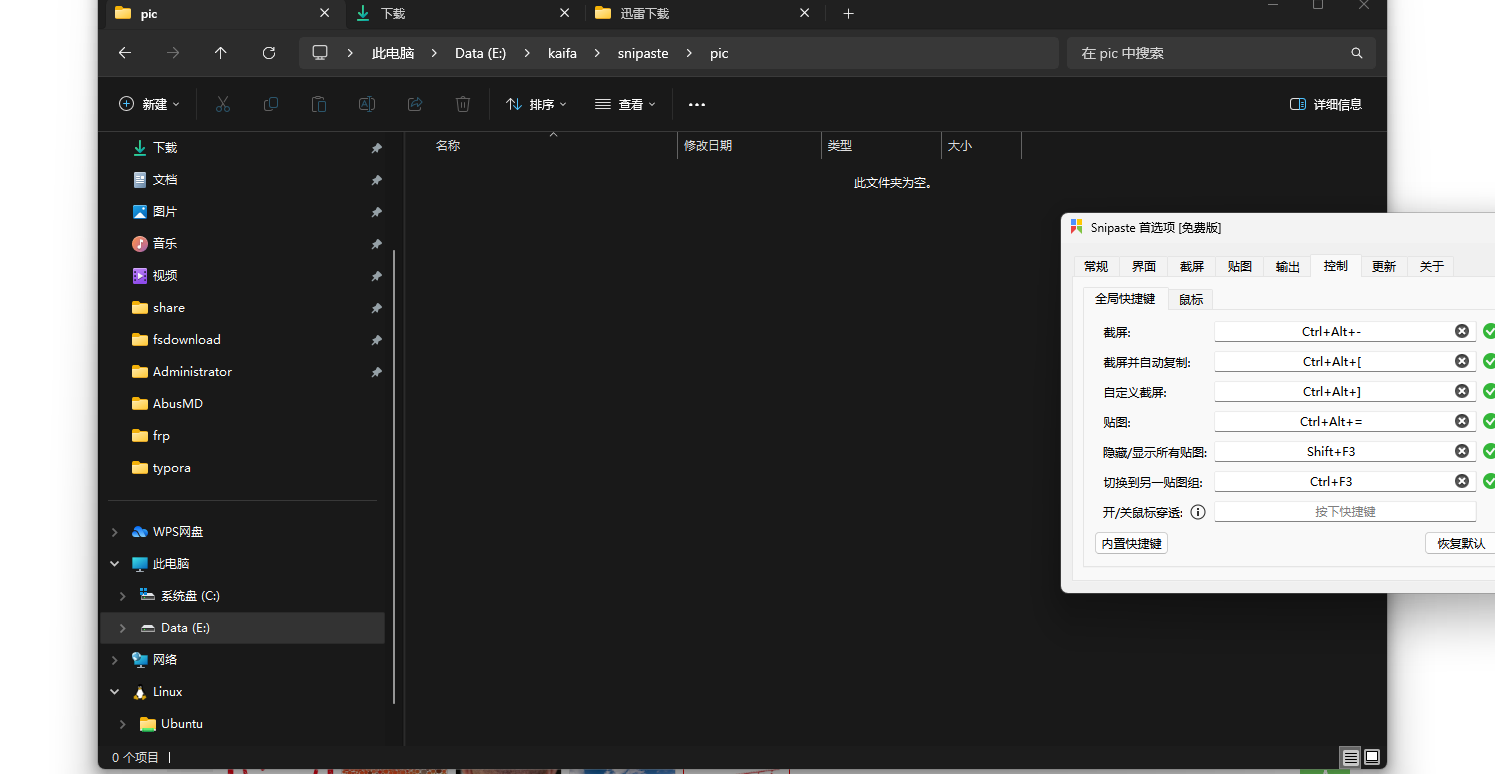 pic 下载 迅雷下载
此电脑 Data (E:) kaifa snipaste pic 在 pic 中搜索
新建 排序 查看 详细信息
名称 修改日期 类型 大小
此文件夹为空。
下载
文档
图片
音乐
视频
share
fsdownload
Administrator
AbusMD
frp
typora
WPS网盘
此电脑
系统盘 (C:)
Data (E:)
网络
Linux
Ubuntu
0 个项目
Snipaste 首选项 [免费版]
常规 界面 截屏 贴图 输出 控制 更新 关于
全局快捷键 鼠标
截屏: Ctrl+Alt+-
截屏并自动复制: Ctrl+Alt+[
自定义截屏: Ctrl+Alt+]
贴图: Ctrl+Alt+=
隐藏/显示所有贴图: Shift+F3
切换到另一贴图组: Ctrl+F3
开/关鼠标穿透: 按下快捷键
内置快捷键 恢复默认